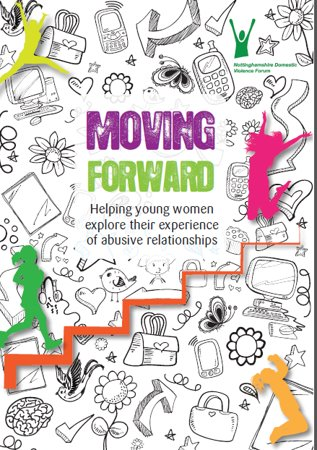 Nottinghamshire Domestic
Violence Forum
MOVING
FORWARD
Helping young women
explore their experience
of abusive relationships